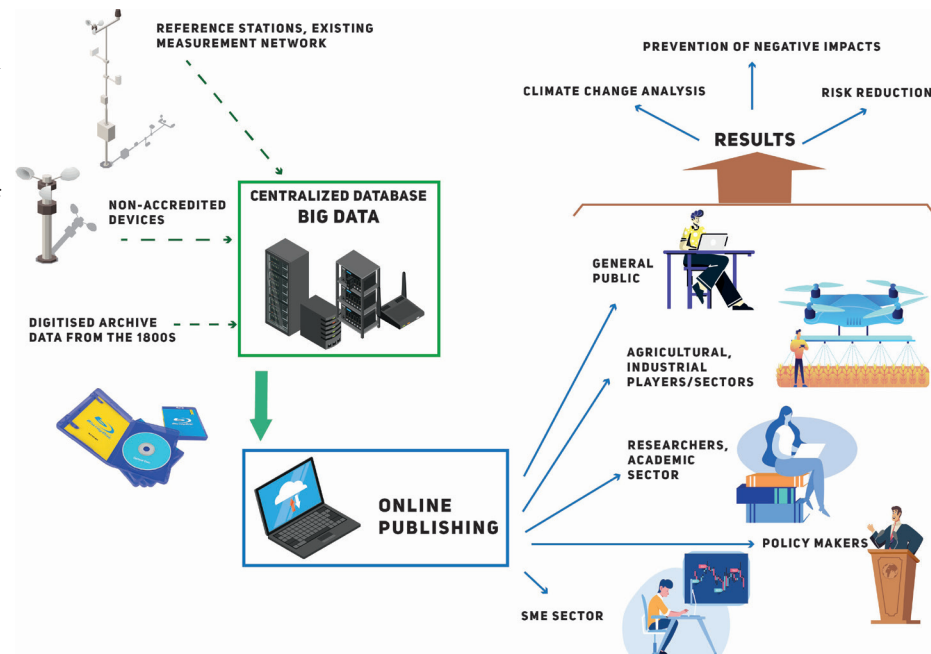 REFERENCE STATIONS, EXISTING
MEASUREMENT NETWORK
PREVENTION OF NEGATIVE IMPACTS
CLIMATE CHANGE ANALYSIS
RISK REDUCTION
RESULTS
CENTRALIZED DATABASE
BIG DATA
NON-ACCREDITED
DEVICES
GENERAL
PUBLIC
DIGITISED ARCHIVE
DATA FROM THE 1800S
AGRICULTURAL,
INDUSTRIAL
PLAYERS/SECTORS
RESEARCHERS,
ACADEMIC
SECTOR
ONLINE
PUBLISHING
POLICY MAKERS
SME SECTOR